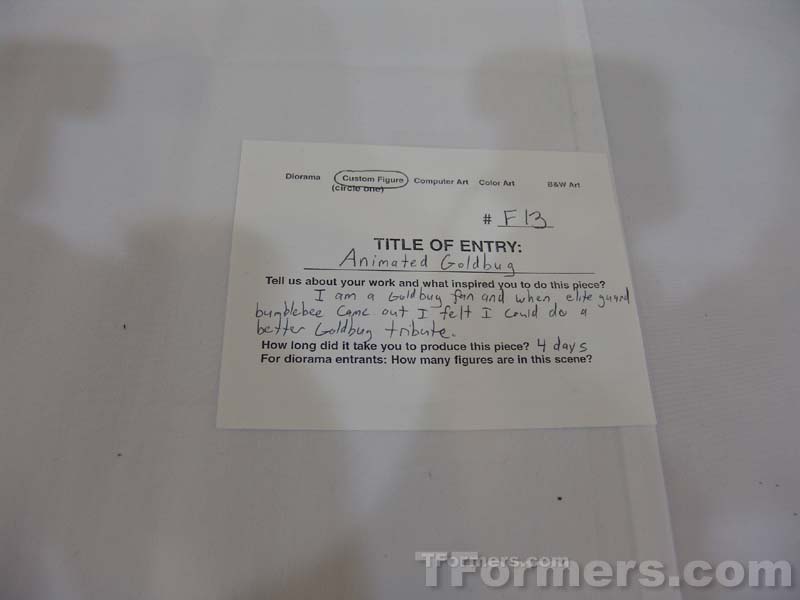 Diorama Custom Figure Computer Art Color Art B&W Art
(circle one)
# F13
TITLE OF ENTRY:
Animated Goldbug
Tell us about your work and what inspired you to do this piece?
I am a Goldbug fan and when elite guard
bumblebee came out I felt I could do a
better Goldbug tribute.
How long did it take you to produce this piece? 4 days
For diorama entrants: How many figures are in this scene?
TFormers.com
TFormers.com